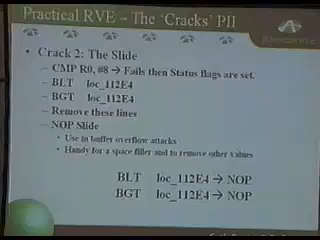 Practical RVE – The 'Cracks' PII
• Crack 2: The Slide
– CMP R0, #8 → Fails then Status flags are set.
– BLT loc_112E4
– BGT loc_112E4
– Remove these lines
– NOP Slide
• Use in buffer overflow attacks
• Handy for a space filler and to remove other values
BLT loc_112E4 → NOP
BGT loc_112E4 → NOP